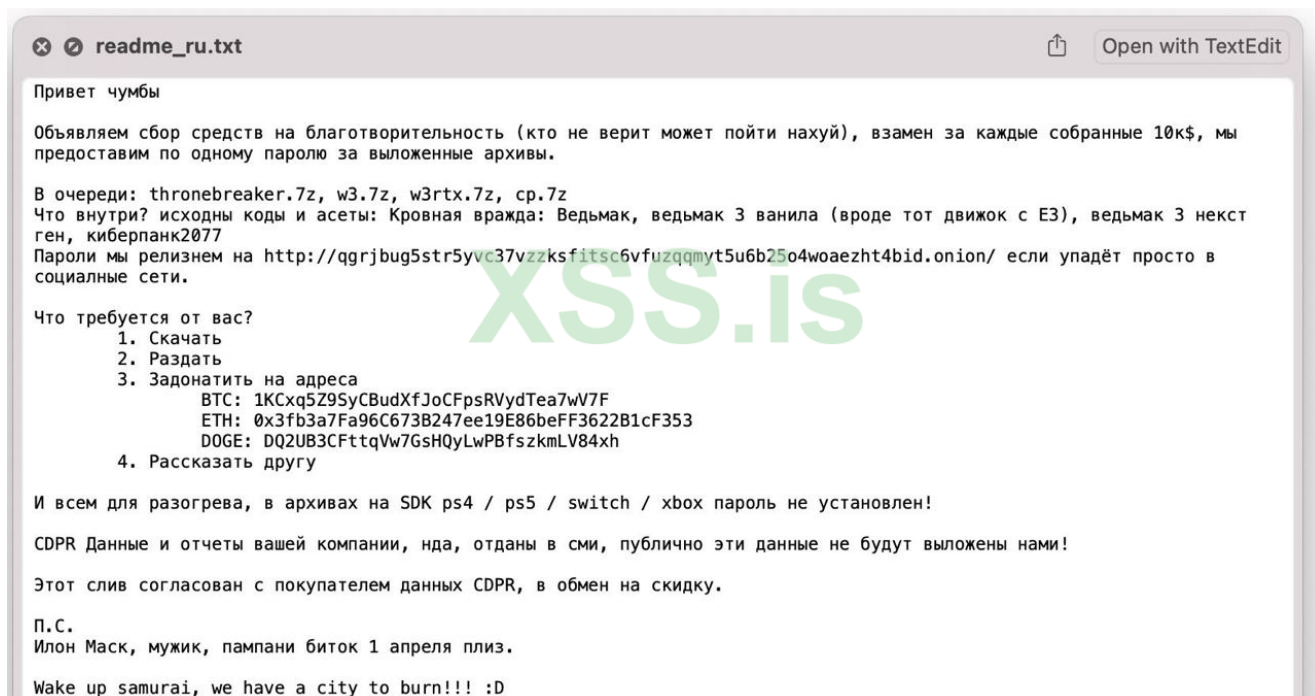 readme_ru.txt
Open with TextEdit
Привет чумбы
Объявляем сбор средств на благотворительность (кто не верит может пойти нахуй), взамен за каждые собранные 10к$, мы
предоставим по одному паролю за выложенные архивы.
В очереди: thronebreaker.7z, w3.7z, w3rtx.7z, cp.7z
Что внутри? исходны коды и асеты: Кровная вражда: Ведьмак, ведьмак 3 ванила (вроде тот движок с E3), ведьмак 3 некст
ген, киберпанк2077
Пароли мы релизнем на http://qgrjbug5str5yvc37vzzksfitsc6vfuzqqmyt5u6b25o4woaezht4bid.onion/ если упадёт просто в
социалные сети.
XSS.is
Что требуется от вас?
1. Скачать
2. Раздать
3. Задонатить на адреса
BTC: 1KCxq5Z9SyCBudXfJoCFpsRVydTea7wV7F
ETH: 0x3fb3a7Fa96C673B247ee19E86beFF3622B1cF353
DOGE: DQ2UB3CFttqVw7GsHQyLwPBfszkmLV84xh
4. Рассказать другу
И всем для разогрева, в архивах на SDK ps4 / ps5 / switch / xbox пароль не установлен!
CDPR Данные и отчеты вашей компании, нда, отданы в сми, публично эти данные не будут выложены нами!
Этот слив согласован с покупателем данных CDPR, в обмен на скидку.
П.С.
Илон Маск, мужик, пампани биток 1 апреля плиз.
Wake up samurai, we have a city to burn!!! :D